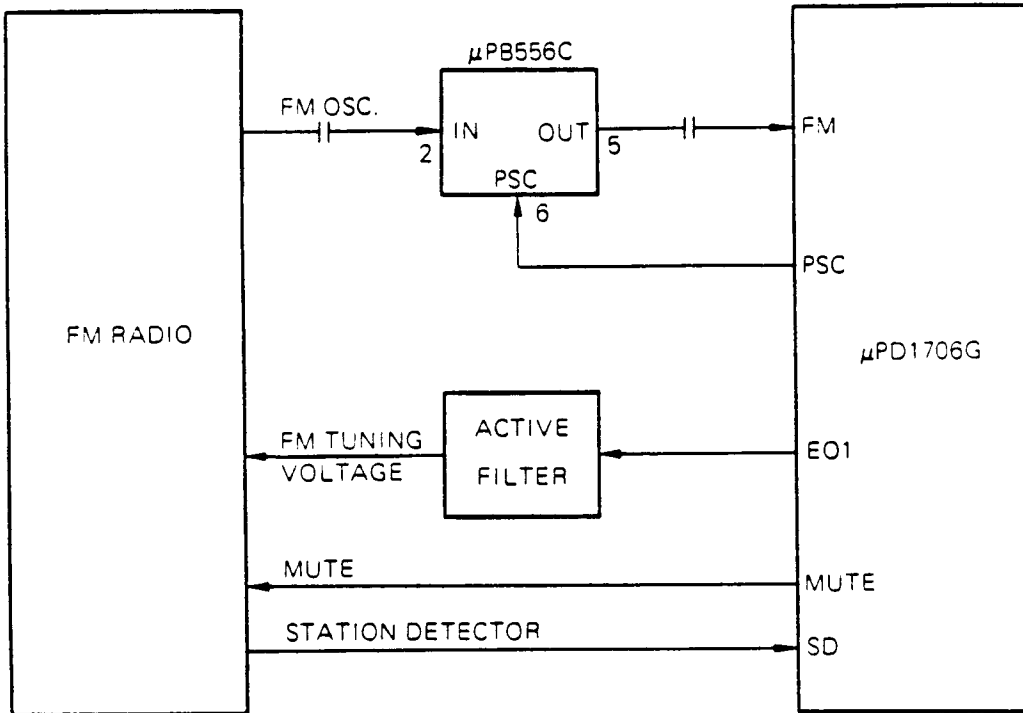 µPB556C
FM OSC.
IN
OUT
2
5
PSC
6
FM
PSC
FM RADIO
µPD1706G
FM TUNING
VOLTAGE
ACTIVE
FILTER
EO1
MUTE
MUTE
STATION DETECTOR
SD